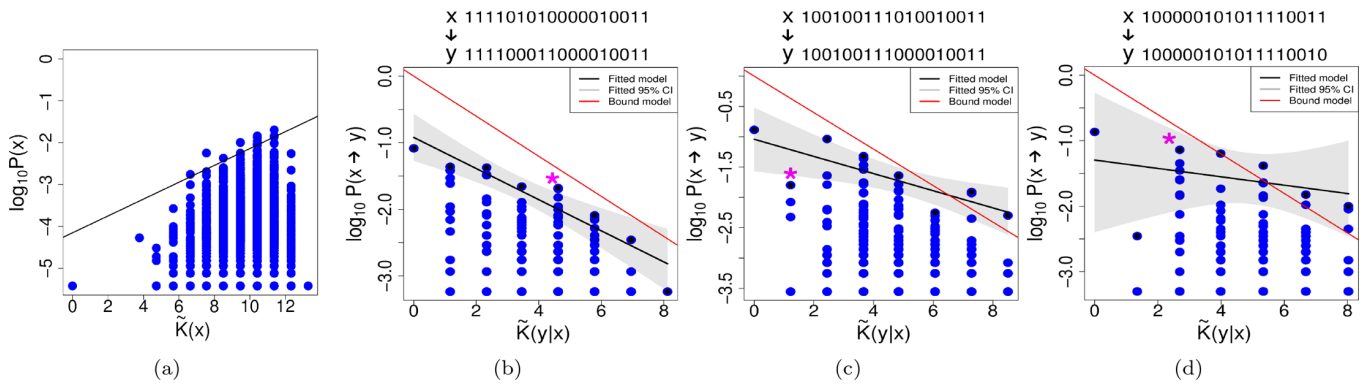 x 111101010000010011
↓
y 111100011000010011
x 100100111010010011
↓
y 100100111000010011
x 100000101011110011
↓
y 100000101011110010
log10P(x)
0
-1
-2
-3
-4
-5
0 2 4 6 8 10 12
K̃(x)
(a)
log10 P(x → y)
0.0
-1.0
-2.0
-3.0
Fitted model
Fitted 95% CI
Bound model
*
0 2 4 6 8
K̃(y|x)
(b)
log10 P(x → y)
-0.5
-1.5
-2.5
-3.5
Fitted model
Fitted 95% CI
Bound model
*
0 2 4 6 8
K̃(y|x)
(c)
log10 P(x → y)
0.0
-1.0
-2.0
-3.0
Fitted model
Fitted 95% CI
Bound model
*
0 2 4 6 8
K̃(y|x)
(d)